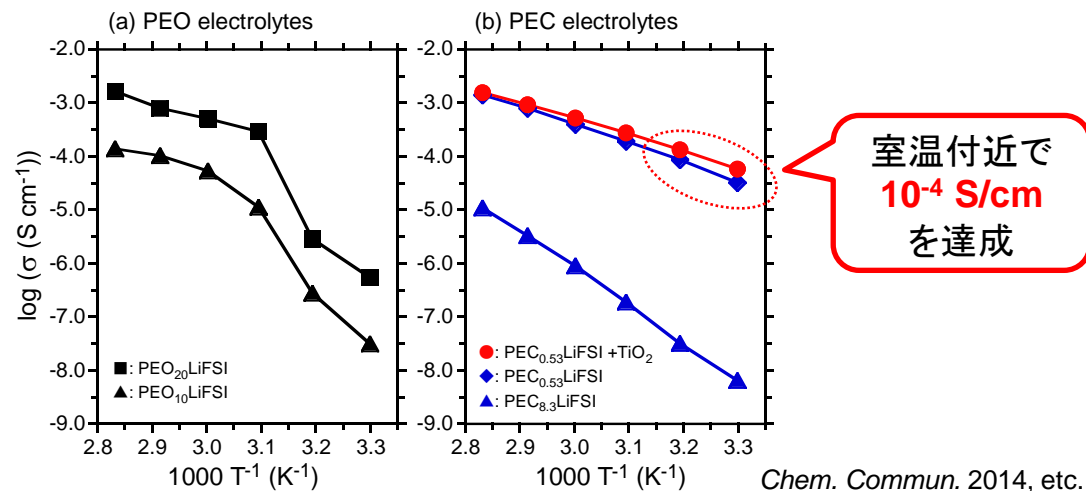 (a) PEO electrolytes
log (σ (S cm⁻¹))
-2.0
-3.0
-4.0
-5.0
-6.0
-7.0
-8.0
-9.0
■: PEO₂₀LiFSI
▲: PEO₁₀LiFSI
2.8 2.9 3.0 3.1 3.2 3.3
1000 T⁻¹ (K⁻¹)
(b) PEC electrolytes
-2.0
-3.0
-4.0
-5.0
-6.0
-7.0
-8.0
-9.0
●: PEC₀.₅₃LiFSI +TiO₂
◆: PEC₀.₅₃LiFSI
▲: PEC₈.₃LiFSI
2.8 2.9 3.0 3.1 3.2 3.3
1000 T⁻¹ (K⁻¹)
室温付近で
10⁻⁴ S/cm
を達成
Chem. Commun. 2014, etc.